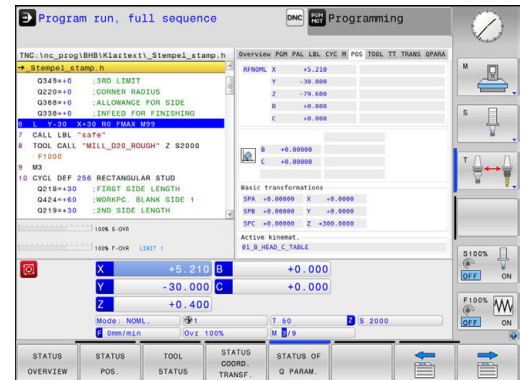 Program run, full sequence
DNC PGM MGT Programming
TNC:\nc_prog\BHB\Klartext\_Stempel_stamp.h
→_Stempel_stamp.h
Q349=+0 ;3RD LIMIT
Q220=+0 ;CORNER RADIUS
Q368=+0 ;ALLOWANCE FOR SIDE
Q338=+0 ;INFEED FOR FINISHING
6 L Y-30 X+30 R0 FMAX M99
7 CALL LBL "safe"
8 TOOL CALL "MILL_D20_ROUGH" Z S2000
F1000
9 M3
10 CYCL DEF 256 RECTANGULAR STUD
Q218=+30 ;FIRST SIDE LENGTH
Q424=+60 ;WORKPC. BLANK SIDE 1
Q219=+30 ;2ND SIDE LENGTH
100% S-OVR
100% F-OVR LIMIT 1
Overview PGM PAL LBL CYC M POS TOOL TT TRANS QPARA
RFNOML X +5.210
Y -30.000
Z -79.600
B +0.000
C +0.000
B +0.00000
C +0.00000
Basic transformations
SPA +0.00000 X +0.0000
SPB +0.00000 Y +0.0000
SPC +0.00000 Z +300.0000
Active kinemat.
01_B_HEAD_C_TABLE
X +5.210 B +0.000
Y -30.000 C +0.000
Z +0.400
Mode: NOML. 1 T 50 Z S 2000
F 0mm/min Ovr 100% M 5/9
M
S
T
S100%
OFF ON
F100%
OFF ON
STATUS OVERVIEW
STATUS POS.
TOOL STATUS
STATUS COORD. TRANSF.
STATUS OF Q PARAM.